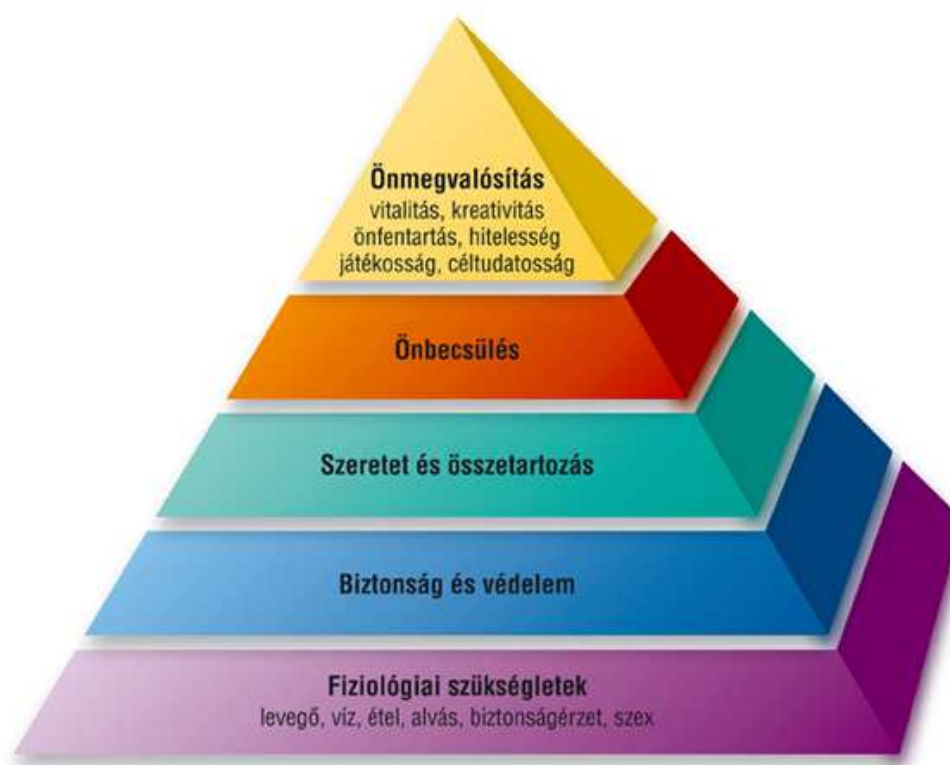 Önmegvalósítás
vitalitás, kreativitás
önfentartás, hitelesség
játékosság, céltudatosság
Önbecsülés
Szeretet és összetartozás
Biztonság és védelem
Fiziológiai szükségletek
levegő, víz, étel, alvás, biztonságérzet, szex